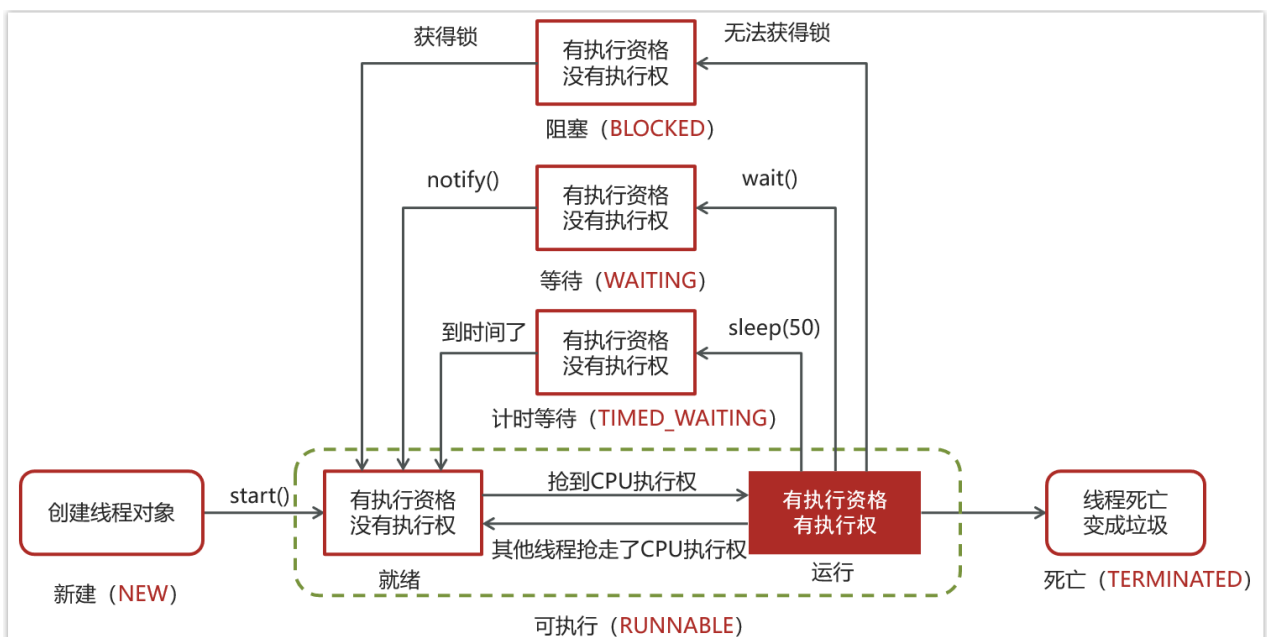 获得锁
有执行资格
没有执行权
无法获得锁
阻塞（BLOCKED）
notify()
有执行资格
没有执行权
wait()
等待（WAITING）
到时间了
有执行资格
没有执行权
sleep(50)
计时等待（TIMED_WAITING）
创建线程对象
start()
有执行资格
没有执行权
抢到CPU执行权
其他线程抢走了CPU执行权
有执行资格
有执行权
线程死亡
变成垃圾
新建（NEW）
就绪
运行
死亡（TERMINATED）
可执行（RUNNABLE）